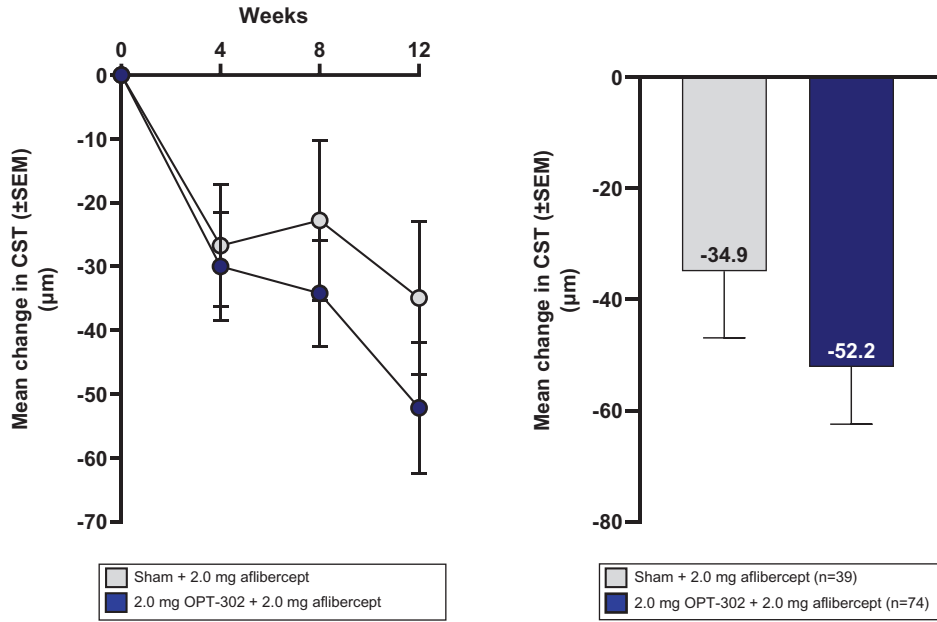 Weeks
0 4 8 12
0
-10
-20
-30
-40
-50
-60
-70
Mean change in CST (±SEM)
(µm)
Sham + 2.0 mg aflibercept
2.0 mg OPT-302 + 2.0 mg aflibercept
0
-20
-40
-60
-80
Mean change in CST (±SEM)
(µm)
-34.9
-52.2
Sham + 2.0 mg aflibercept (n=39)
2.0 mg OPT-302 + 2.0 mg aflibercept (n=74)